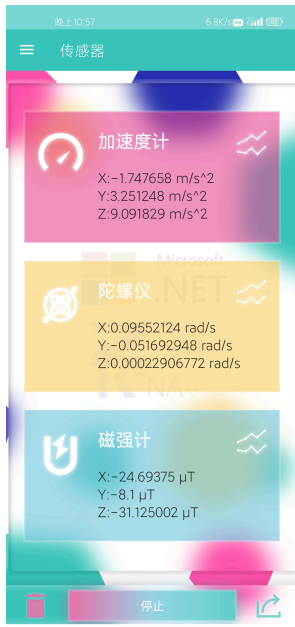 晚上10:57
6.8K/s
传感器
加速度计
X:-1.747658 m/s^2
Y:3.251248 m/s^2
Z:9.091829 m/s^2
Microsoft
.NET
陀螺仪
X:0.09552124 rad/s
Y:-0.051692948 rad/s
Z:0.00022906772 rad/s
磁强计
X:-24.69375 µT
Y:-8.1 µT
Z:-31.125002 µT
停止